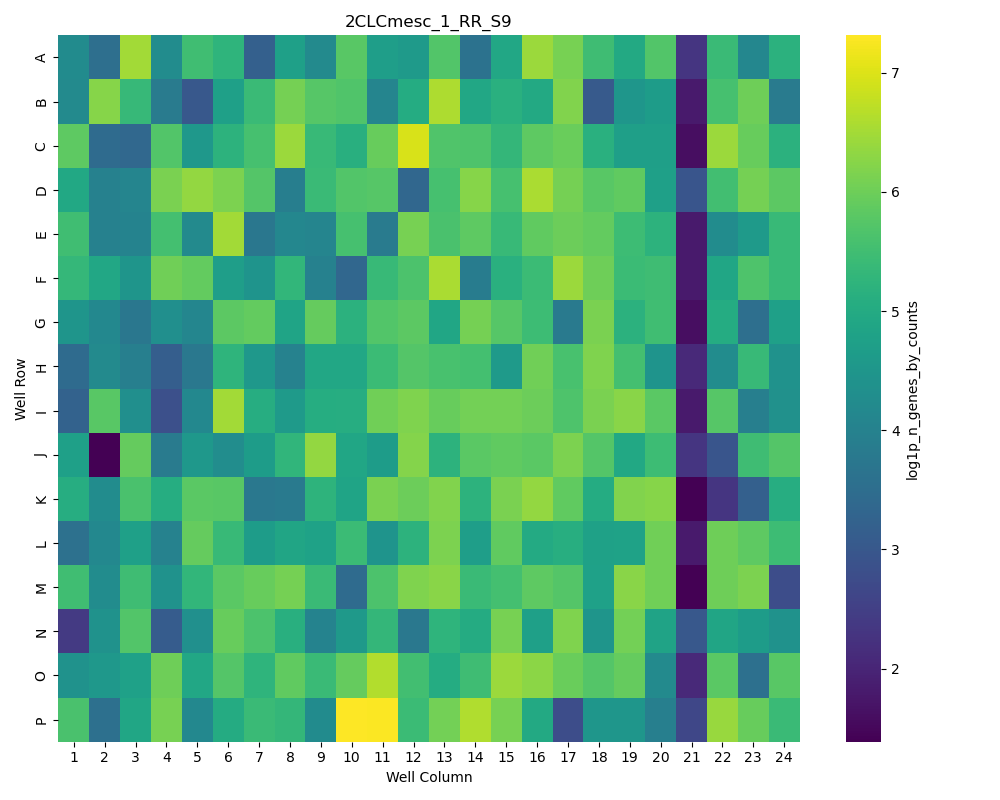 2CLCmesc_1_RR_S9
A
B
C
D
E
F
G
H
I
J
K
L
M
N
O
P
Well Row
1 2 3 4 5 6 7 8 9 10 11 12 13 14 15 16 17 18 19 20 21 22 23 24
Well Column
7
6
5
4
3
2
log1p_n_genes_by_counts